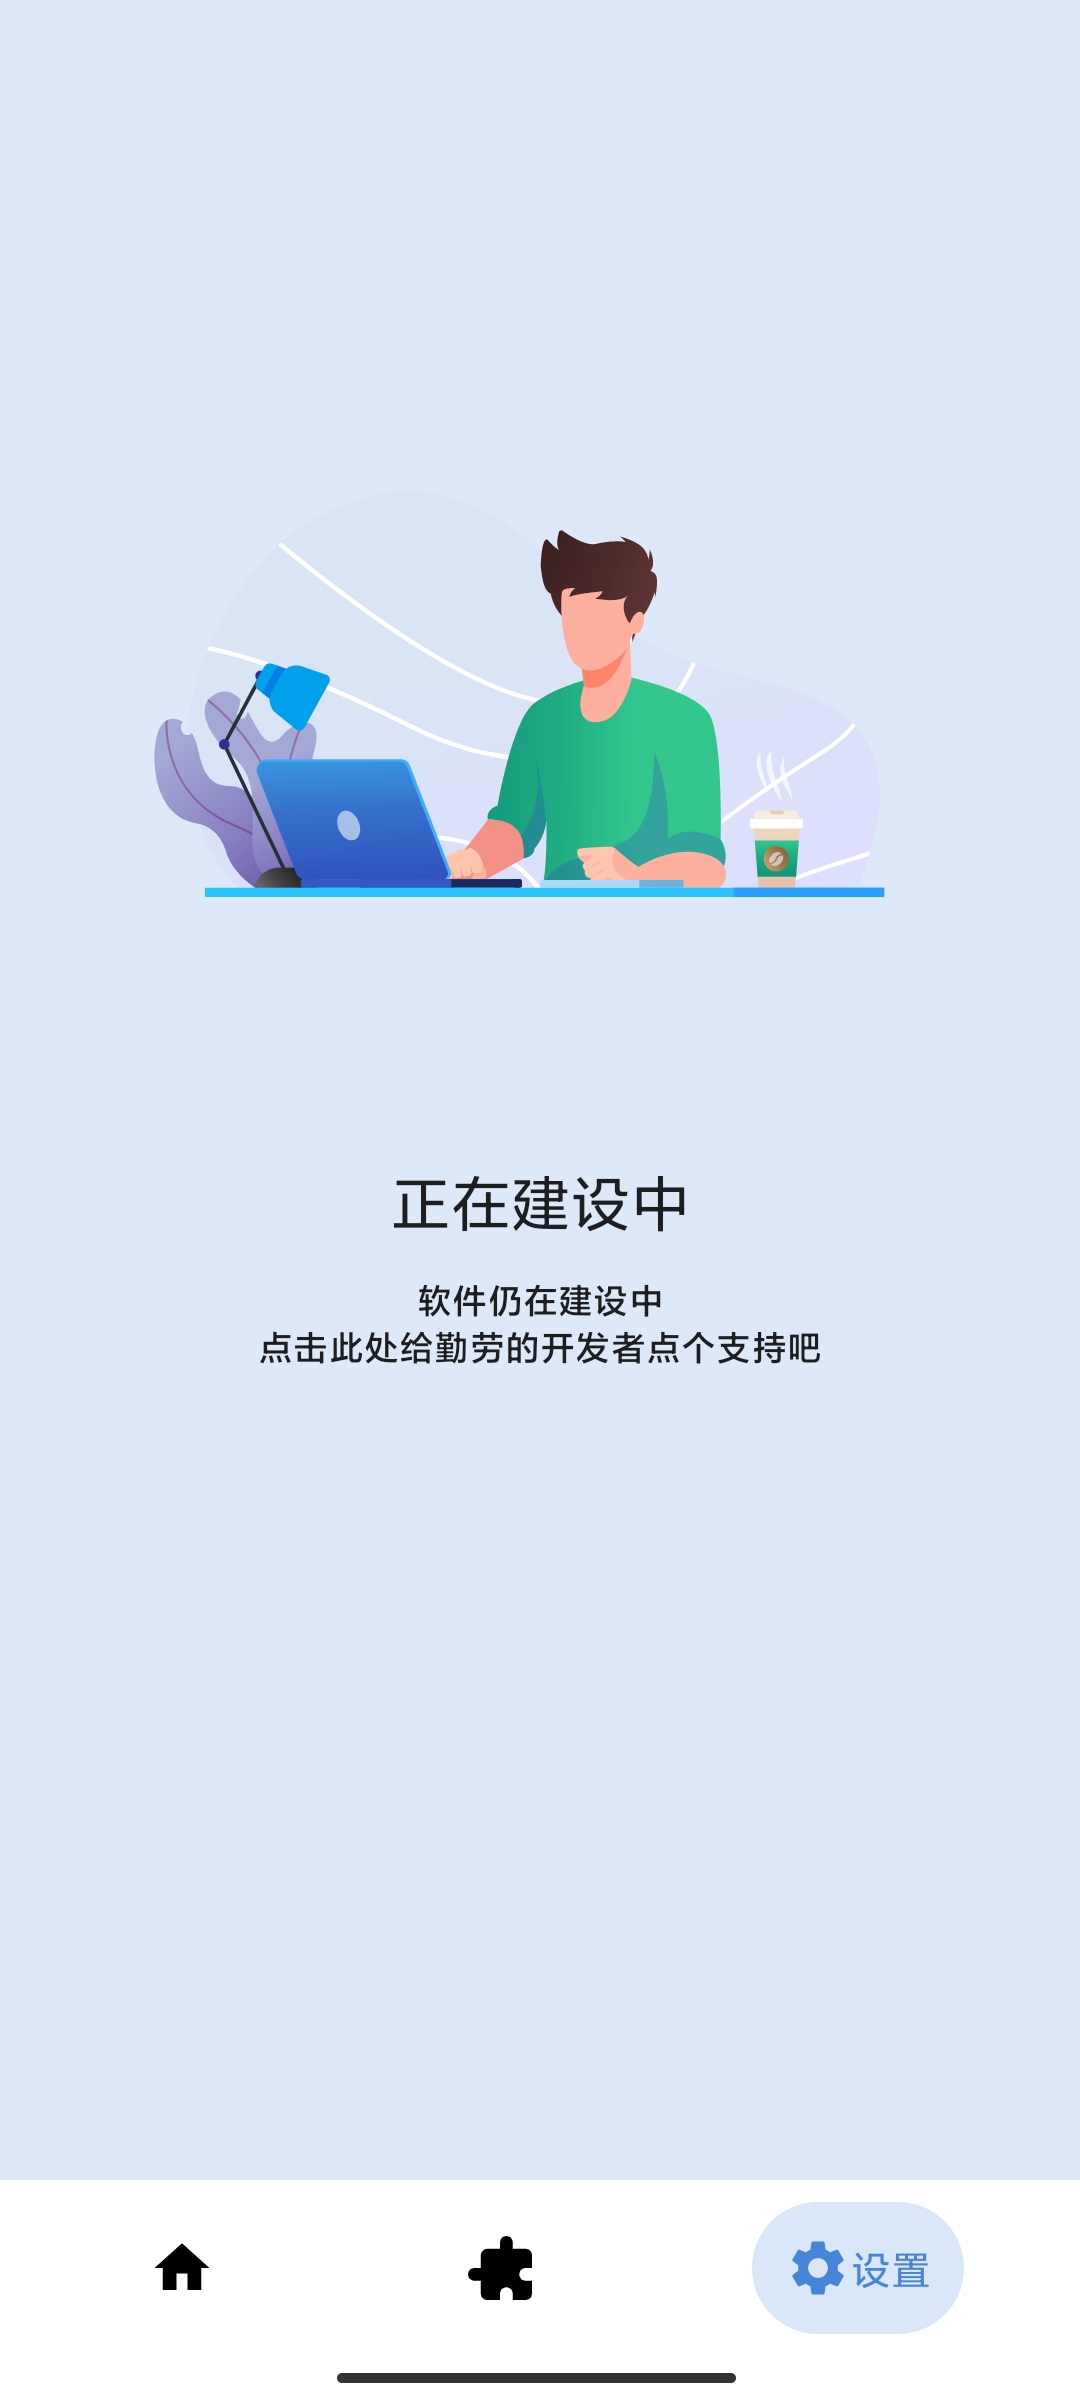 正在建设中
软件仍在建设中
点击此处给勤劳的开发者点个支持吧
设置